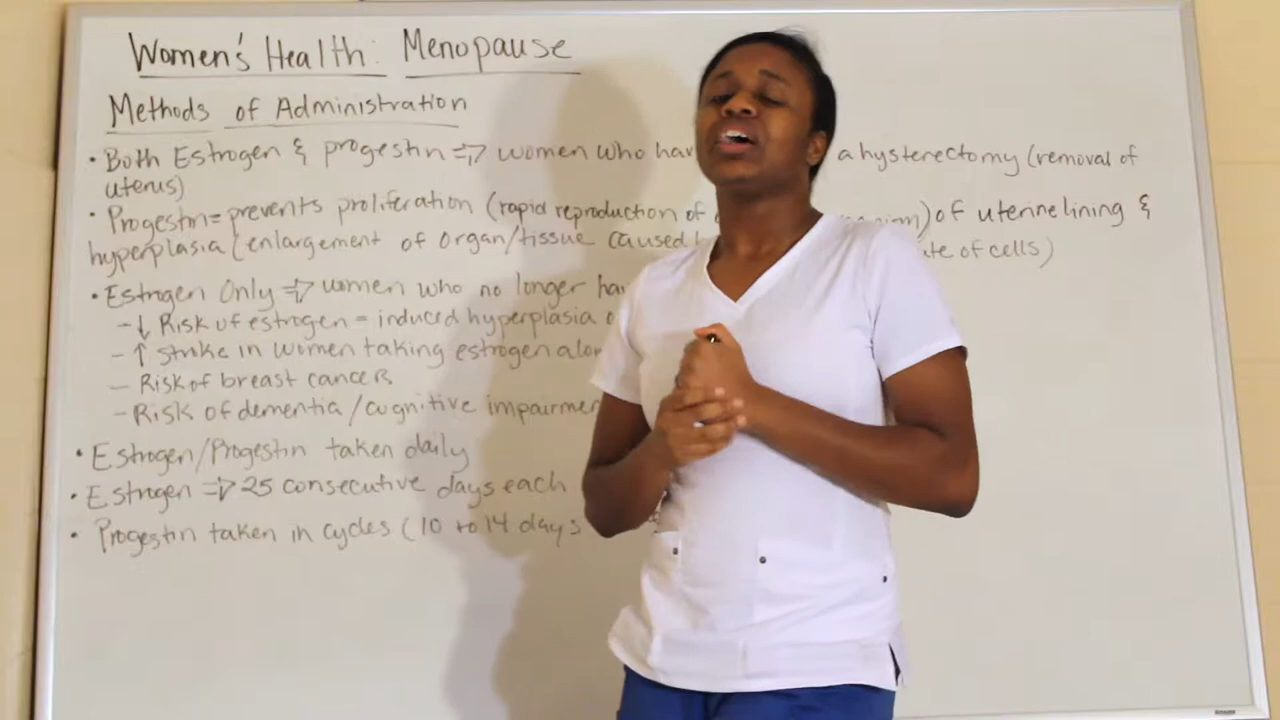 Women's Health: Menopause
Methods of Administration
• Both Estrogen & progestin => women who hav a hysterectomy (removal of
uterus)
• Progestin = prevents proliferation (rapid reproduction of of uterine lining &
hyperplasia (enlargement of organ/tissue caused of cells)
• Estrogen Only => women who no longer ha
- ↓ Risk of estrogen - induced hyperplasia
- ↑ stroke in women taking estrogen alon
- Risk of breast cancers
- Risk of dementia/cognitive impairmen
• Estrogen/Progestin taken daily
• Estrogen => 25 consecutive days each
• Progestin taken in cycles (10 to 14 days